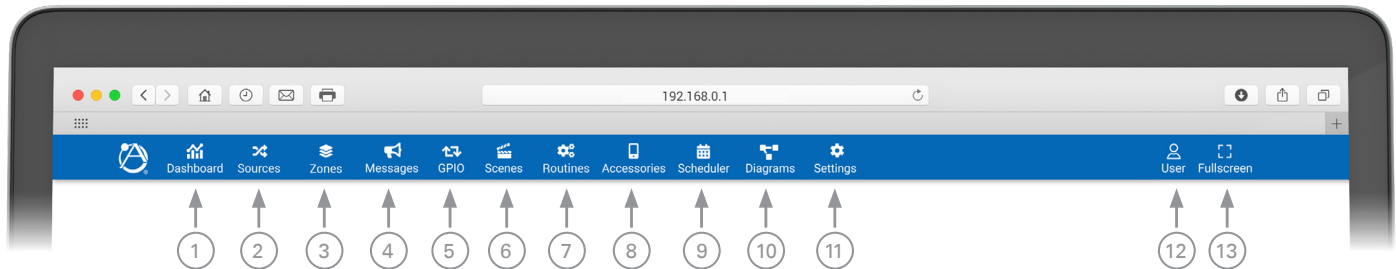 192.168.0.1
Dashboard Sources Zones Messages GPIO Scenes Routines Accessories Scheduler Diagrams Settings User Fullscreen
1 2 3 4 5 6 7 8 9 10 11 12 13